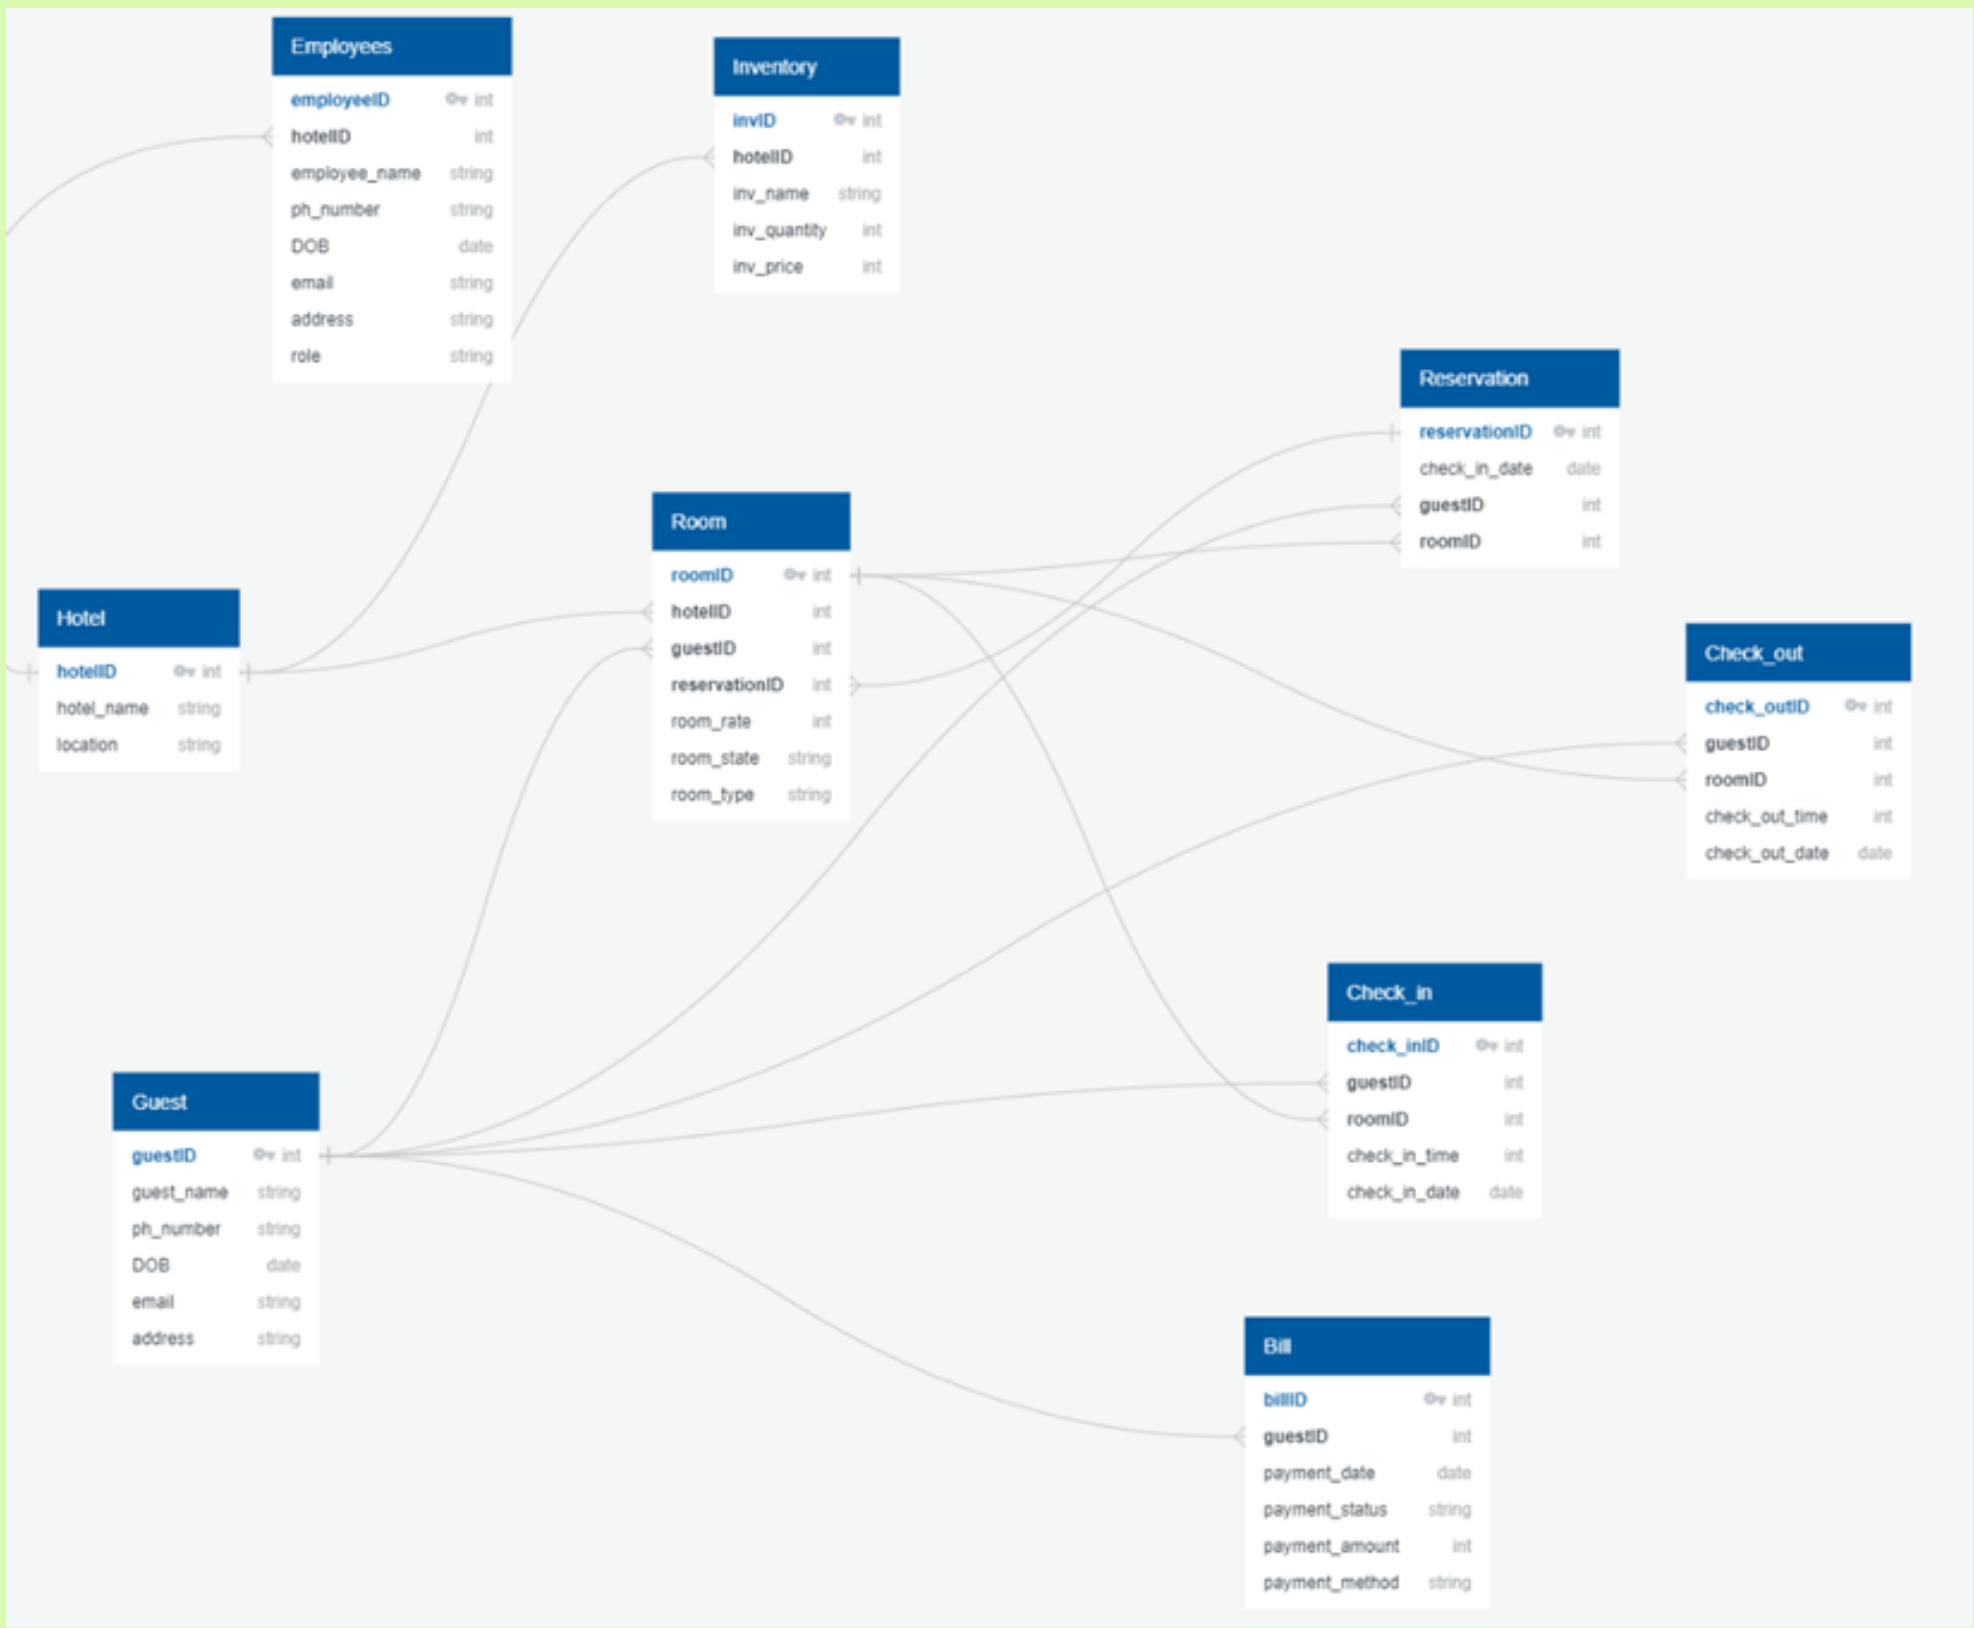 Employees
employeeID int
hotelID int
employee_name string
ph_number string
DOB date
email string
address string
role string
Inventory
invID int
hotelID int
inv_name string
inv_quantity int
inv_price int
Reservation
reservationID int
check_in_date date
guestID int
roomID int
Room
roomID int
hotelID int
guestID int
reservationID int
room_rate int
room_state string
room_type string
Hotel
hotelID int
hotel_name string
location string
Check_out
check_outID int
guestID int
roomID int
check_out_time int
check_out_date date
Check_in
check_inID int
guestID int
roomID int
check_in_time int
check_in_date date
Guest
guestID int
guest_name string
ph_number string
DOB date
email string
address string
Bill
billID int
guestID int
payment_date date
payment_status string
payment_amount int
payment_method string